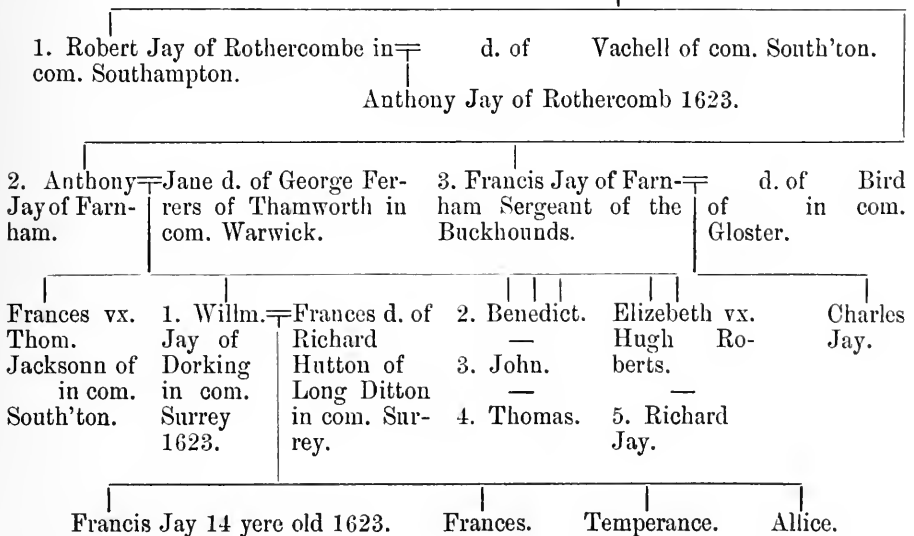 1. Robert Jay of Rothercombe in d. of Vachell of com. South'ton.
com. Southampton.
Anthony Jay of Rothercomb 1623.
2. Anthony
Jay of Farn-
ham.
Jane d. of George Fer-
rers of Thamworth in
com. Warwick.
3. Francis Jay of Farn-
ham Sergeant of the
Buckhounds.
d. of Bird
of in com.
Gloster.
Frances vx.
Thom.
Jacksonn of
in com.
South'ton.
1. Willm.
Jay of
Dorking
in com.
Surrey
1623.
Frances d. of
Richard
Hutton of
Long Ditton
in com. Sur-
rey.
2. Benedict.
—
3. John.
—
4. Thomas.
Elizebeth vx.
Hugh Ro-
berts.
—
5. Richard
Jay.
Charles
Jay.
Francis Jay 14 yere old 1623. Frances. Temperance. Allice.